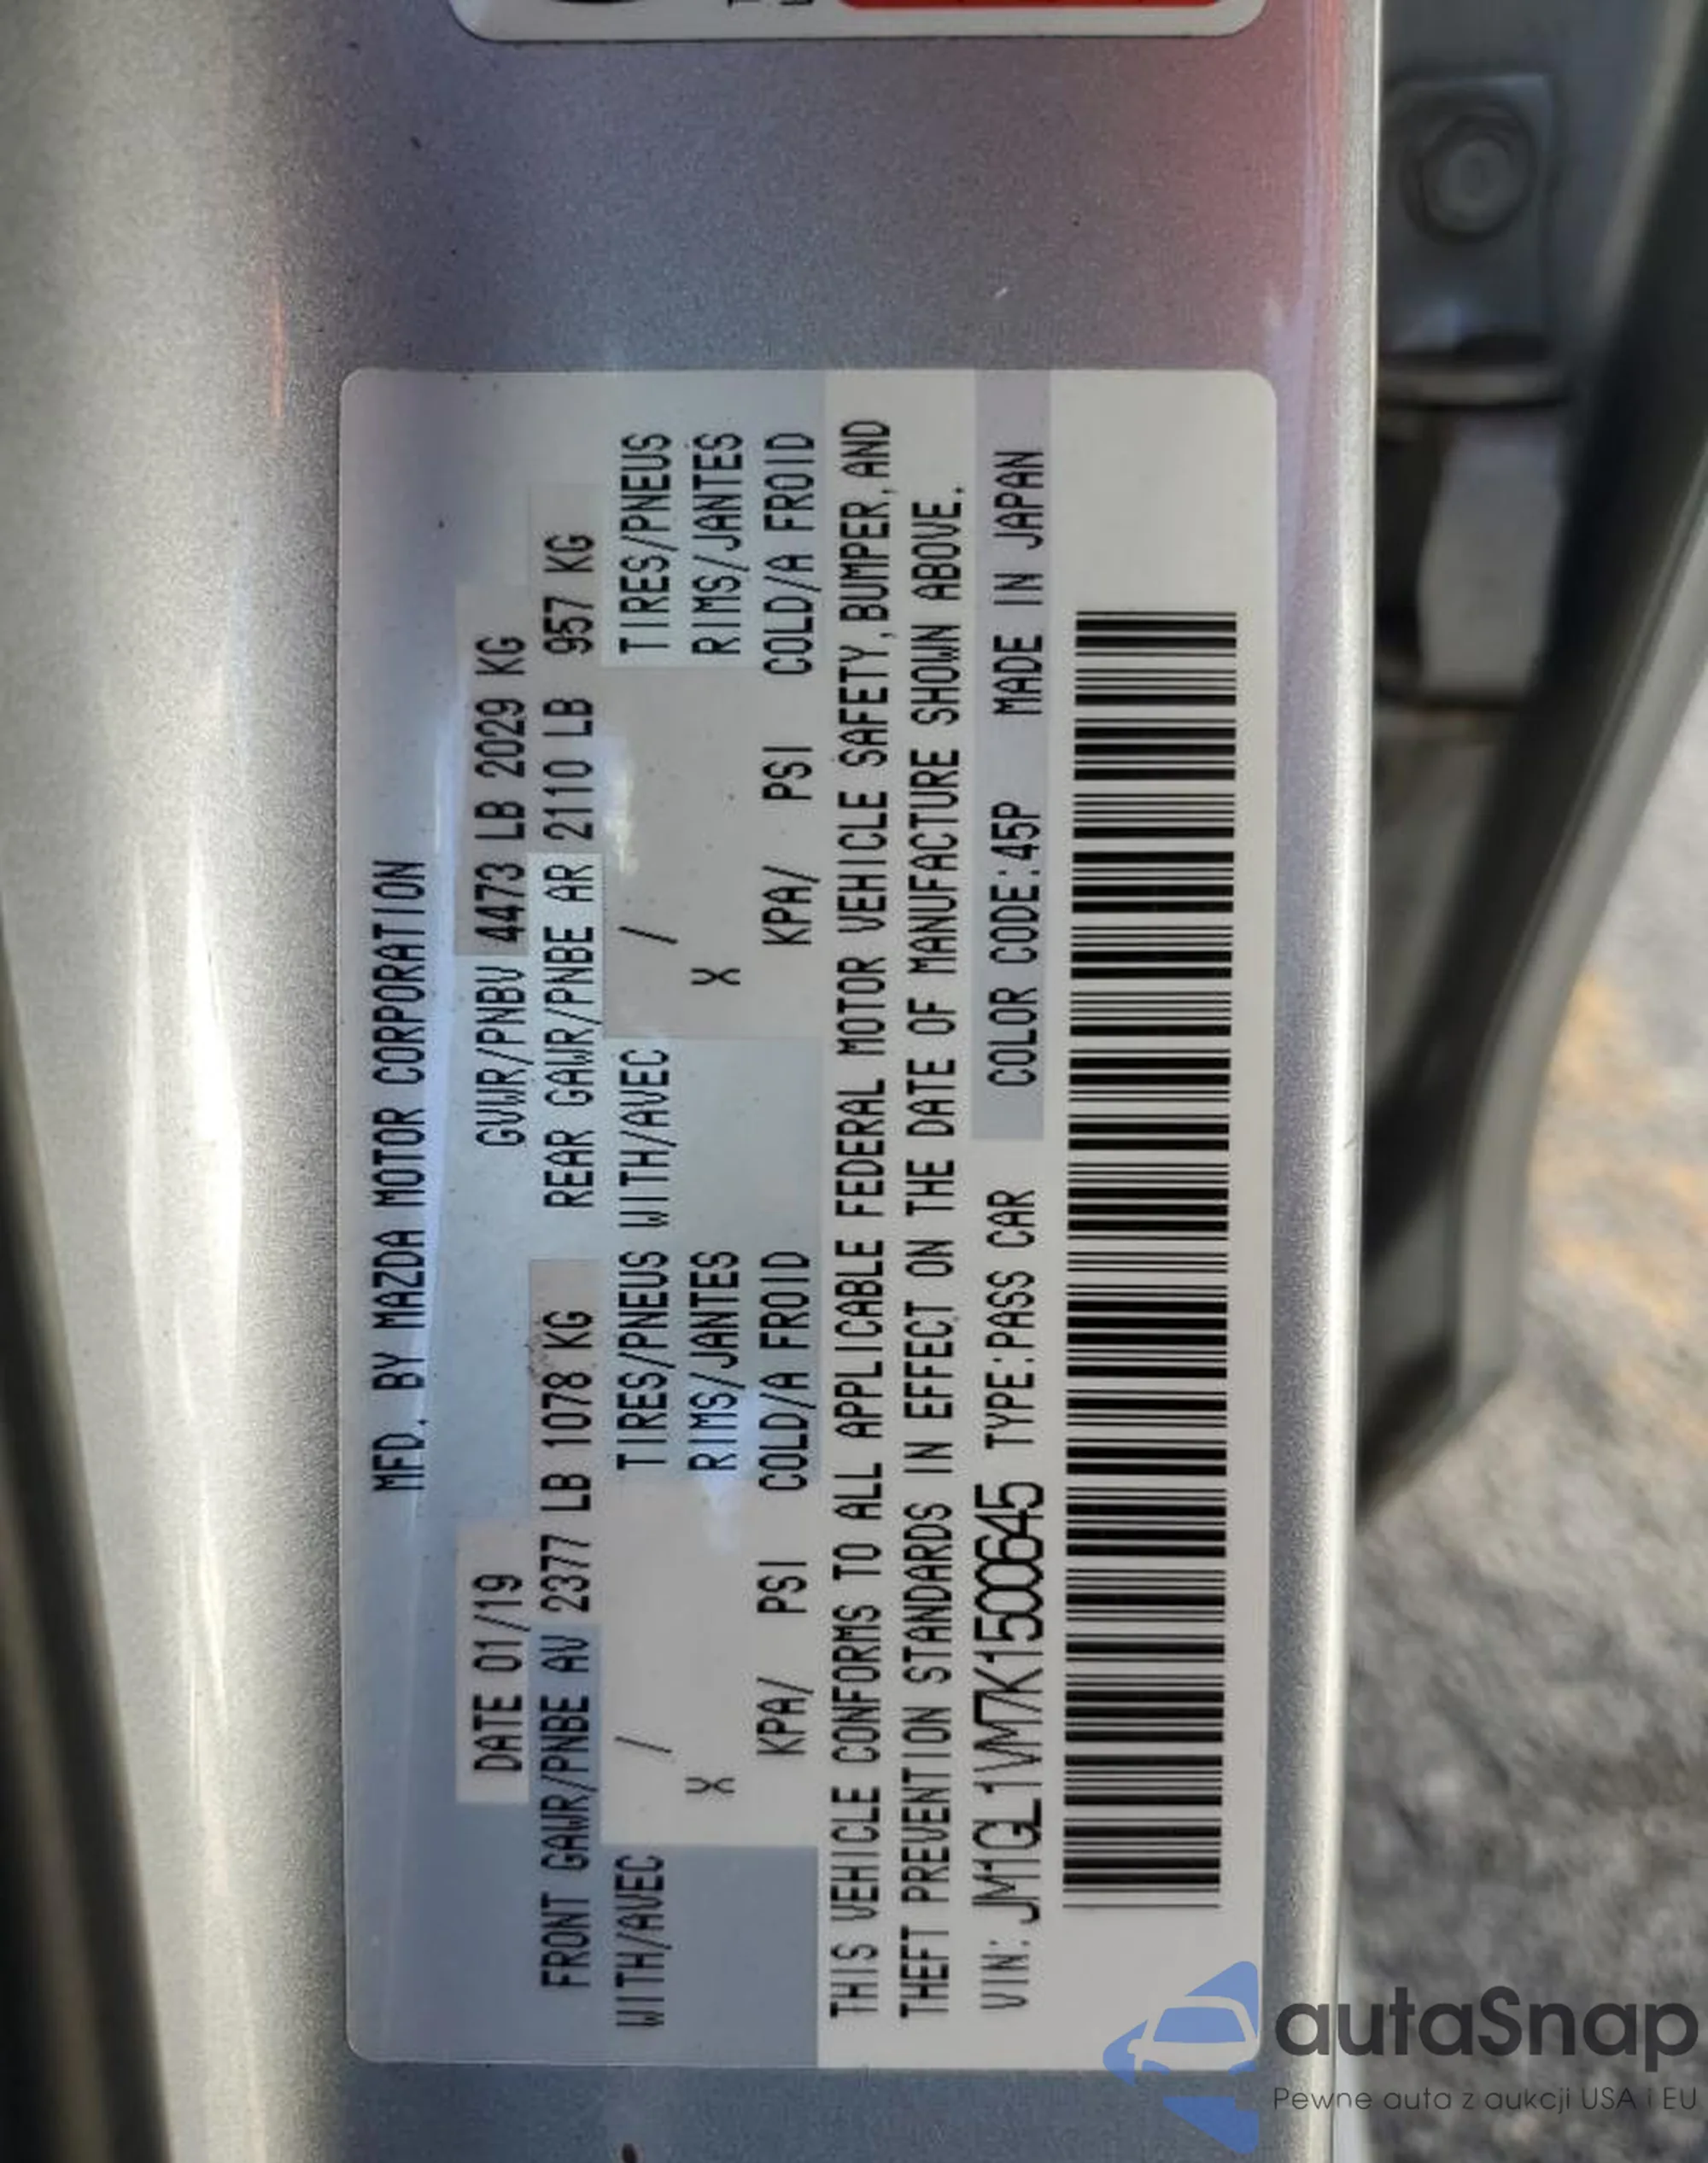 MFD. BY MAZDA MOTOR CORPORATION
DATE 01/19 GVWR/PNBV 4473 LB 2029 KG
FRONT GAWR/PNBE AV 2377 LB 1078 KG REAR GAWR/PNBE AR 2110 LB 957 KG
WITH/AVEC / TIRES/PNEUS WITH/AVEC / TIRES/PNEUS
X RIMS/JANTES X RIMS/JANTES
KPA/ PSI COLD/A FROID KPA/ PSI COLD/A FROID
THIS VEHICLE CONFORMS TO ALL APPLICABLE FEDERAL MOTOR VEHICLE SAFETY,BUMPER,AND
THEFT PREVENTION STANDARDS IN EFFECT ON THE DATE OF MANUFACTURE SHOWN ABOVE.
VIN: JM1GL1VM7K1500645 TYPE:PASS CAR COLOR CODE:45P MADE IN JAPAN
autaSnap
Pewne auta z aukcji USA i EU